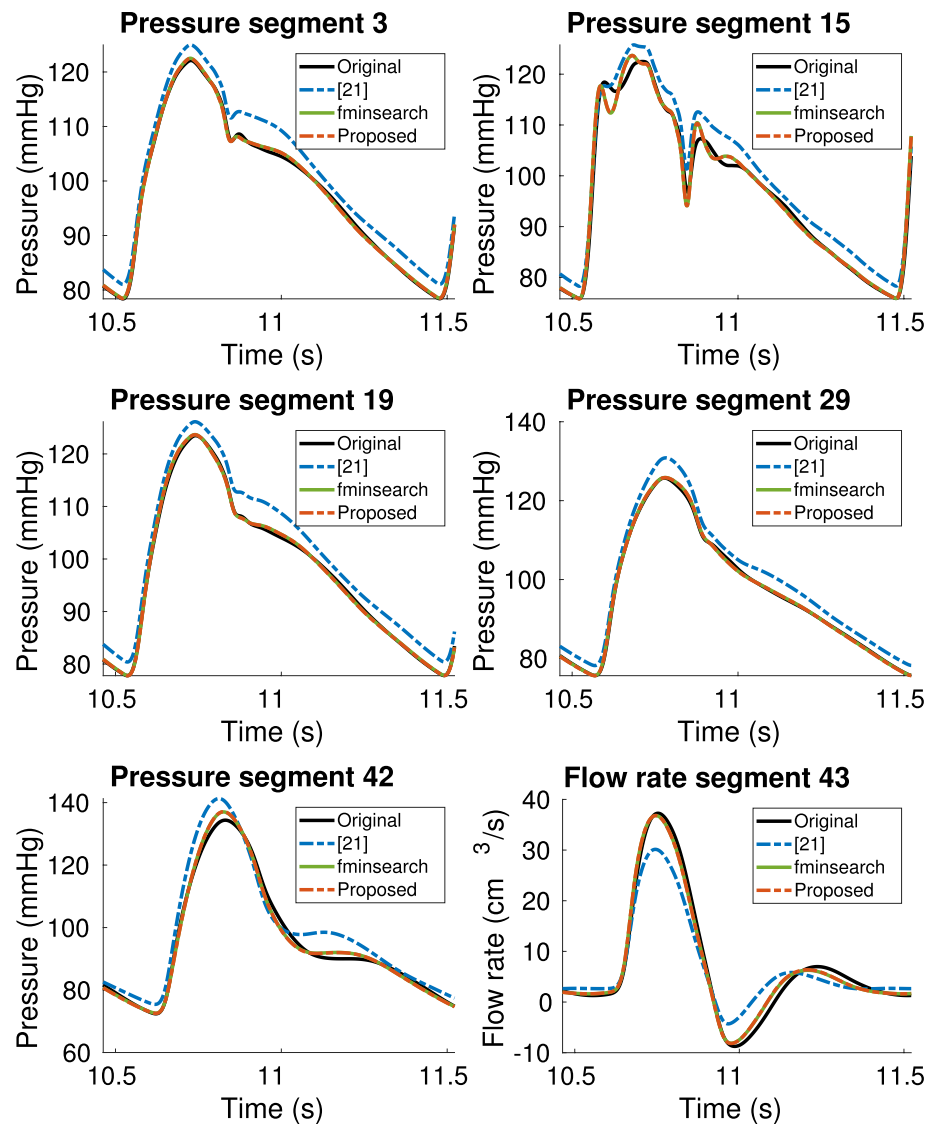 Pressure segment 3
Pressure (mmHg)
120
110
100
90
80
10.5
11
11.5
Time (s)
Original
[21]
fminsearch
Proposed
Pressure segment 15
Pressure (mmHg)
120
110
100
90
80
10.5
11
11.5
Time (s)
Original
[21]
fminsearch
Proposed
Pressure segment 19
Pressure (mmHg)
120
110
100
90
80
10.5
11
11.5
Time (s)
Original
[21]
fminsearch
Proposed
Pressure segment 29
Pressure (mmHg)
140
120
100
80
10.5
11
11.5
Time (s)
Original
[21]
fminsearch
Proposed
Pressure segment 42
Pressure (mmHg)
140
120
100
80
60
10.5
11
11.5
Time (s)
Original
[21]
fminsearch
Proposed
Flow rate segment 43
Flow rate (cm 3/s)
40
30
20
10
0
-10
10.5
11
11.5
Time (s)
Original
[21]
fminsearch
Proposed